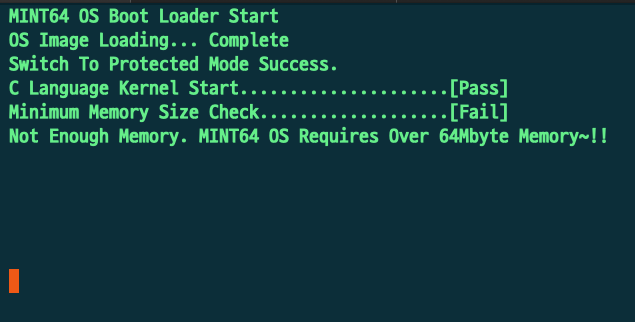 MINT64 OS Boot Loader Start
OS Image Loading... Complete
Switch To Protected Mode Success.
C Language Kernel Start.....................[Pass]
Minimum Memory Size Check...................[Fail]
Not Enough Memory. MINT64 OS Requires Over 64Mbyte Memory~!!